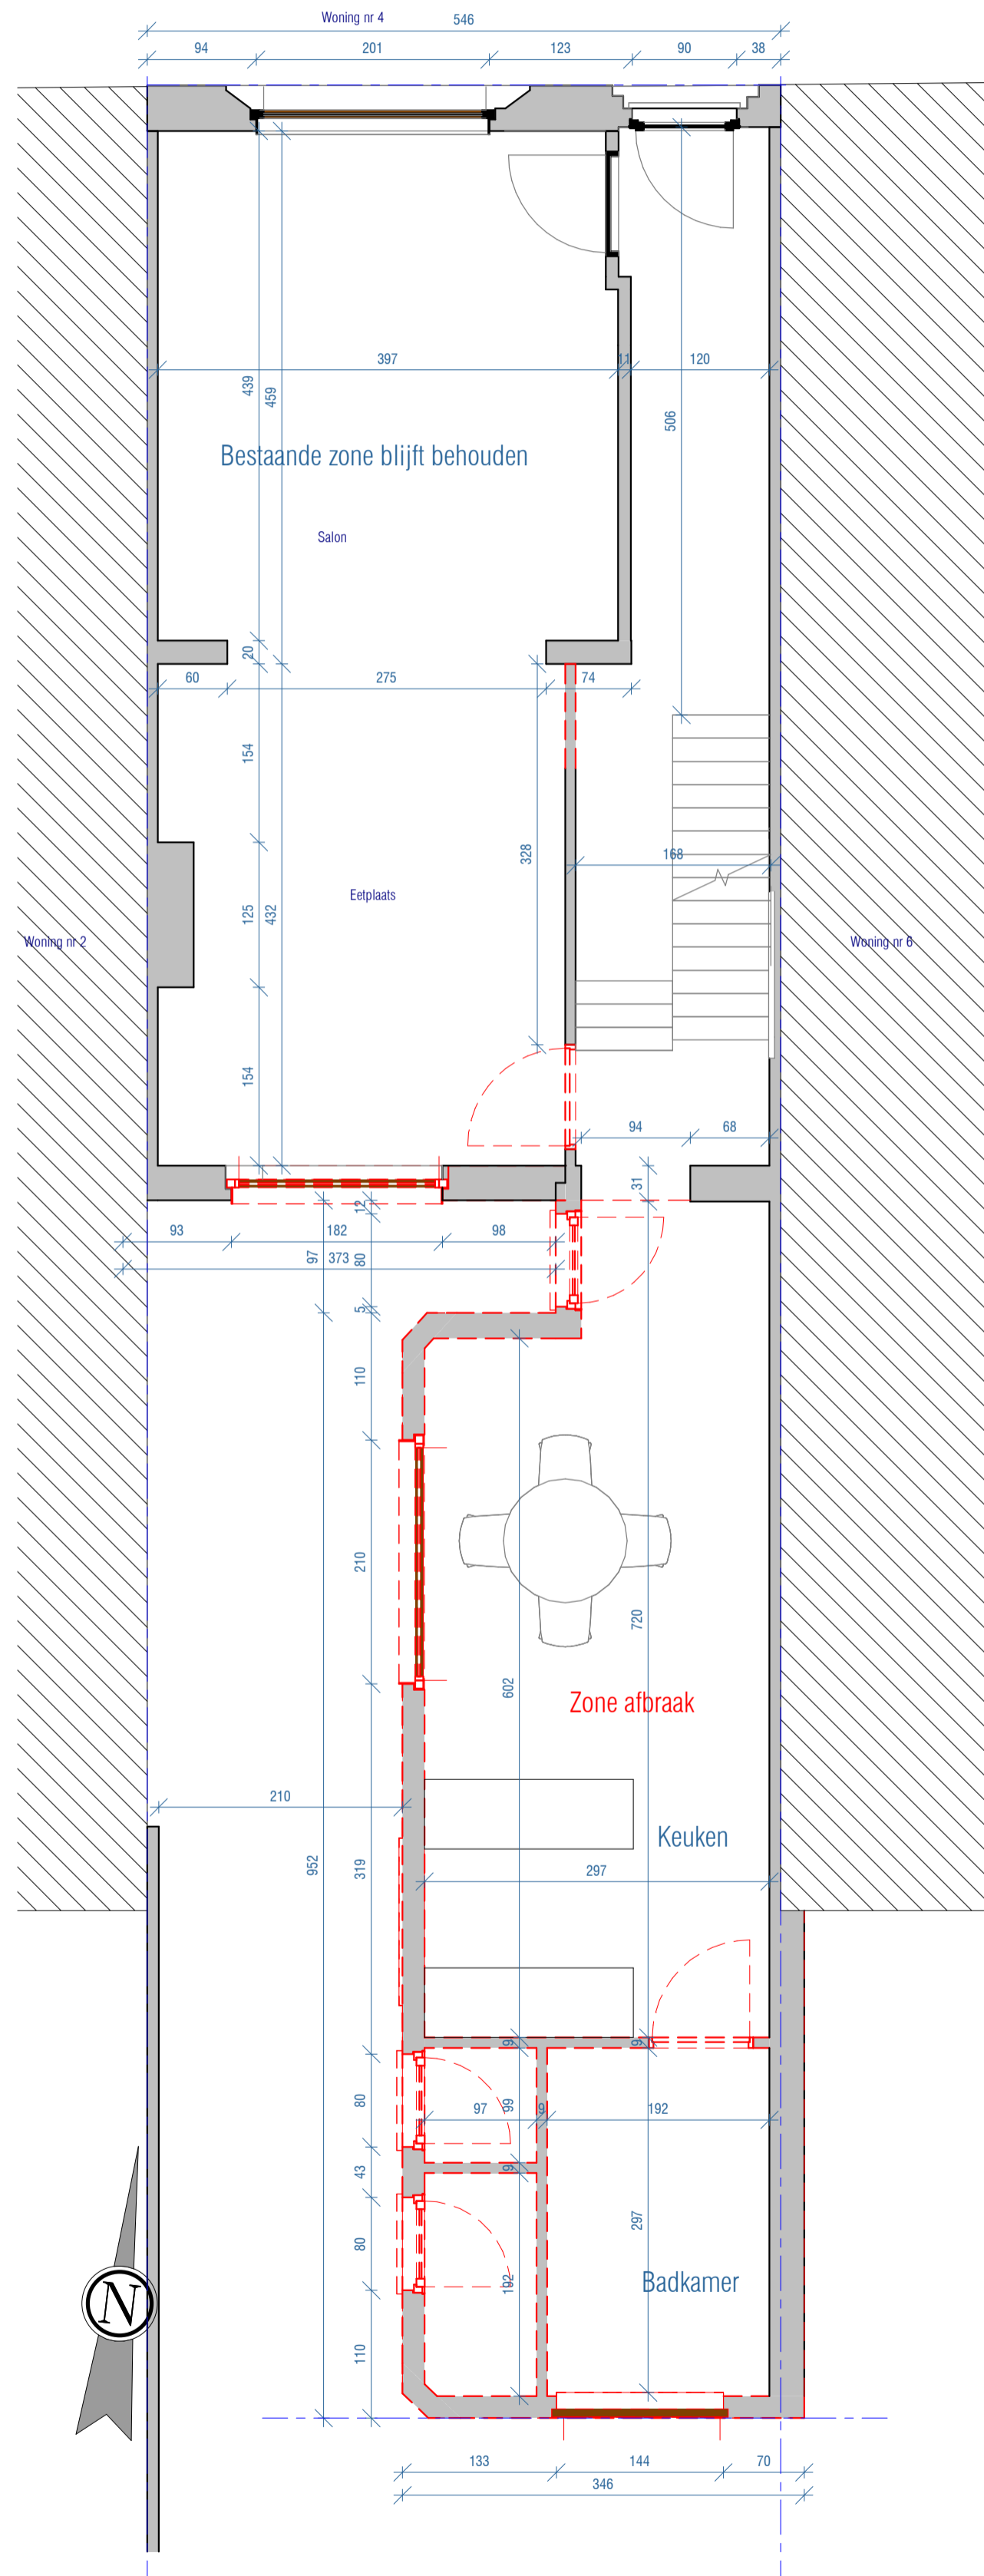 Woning nr 4
546
94 201 123 90 38
397 11 120
439
459
506
Bestaande zone blijft behouden
Salon
20
60 275 74
154
328
168
Eetplaats
125
432
Woning nr 2
Woning nr 6
154
94 68
31
12
93 182 98
97 373 80
5
110
210
720
602
Zone afbraak
210
Keuken
952
319
297
9 9
80
97 99 9 192
43
9
297
80
192
Badkamer
N
110
133 144 70
346